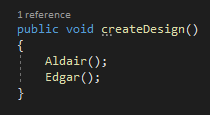 1 reference
public void createDesign()
{
Aldair();
Edgar();
}